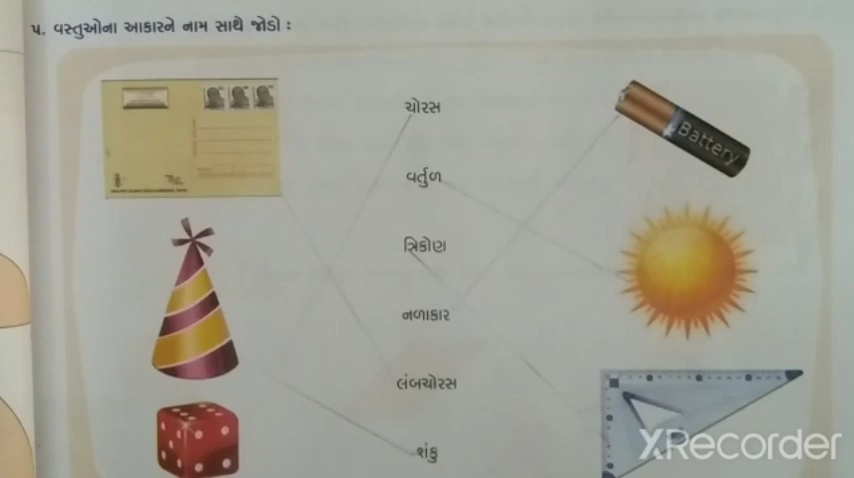 ૫. વસ્તુઓના આકારને નામ સાથે જોડો :
ચોરસ
Battery
વર્તુળ
ત્રિકોણ
નળાકાર
લંબચોરસ
શંકુ
XRecorder